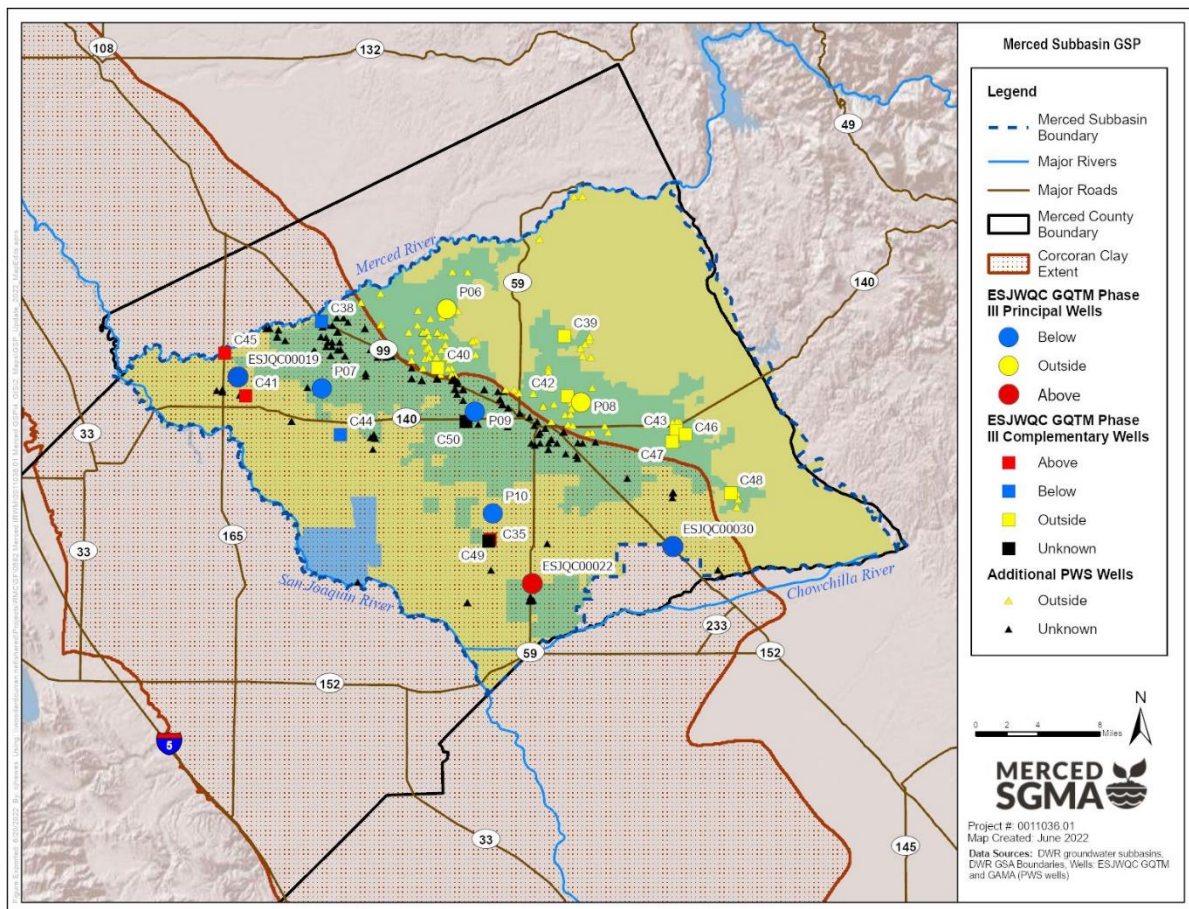 108
132
49
Merced River
59
140
P06
C38
C39
C45
99
ESJQC00019
C40
P07
C41
C42
P08
140
C43
C46
33
C44
P09
C50
C47
C48
P10
165
C35
ESJQC00030
33
C49
ESJQC00022
San Joaquin River
Chowchilla River
233
59
152
152
5
33
145
Merced Subbasin GSP
Legend
Merced Subbasin
Boundary
Major Rivers
Major Roads
Merced County
Boundary
Corcoran Clay
Extent
ESJWQC GQTM Phase
III Principal Wells
Below
Outside
Above
ESJWQC GQTM Phase
III Complementary Wells
Above
Below
Outside
Unknown
Additional PWS Wells
Outside
Unknown
N
0 2 4 8
Miles
MERCED
SGMA
Project #: 0011036.01
Map Created: June 2022
Data Sources: DWR groundwater subbasins,
DWR GSA Boundaries, Wells: ESJWQC GQTM
and GAMA (PWS wells)